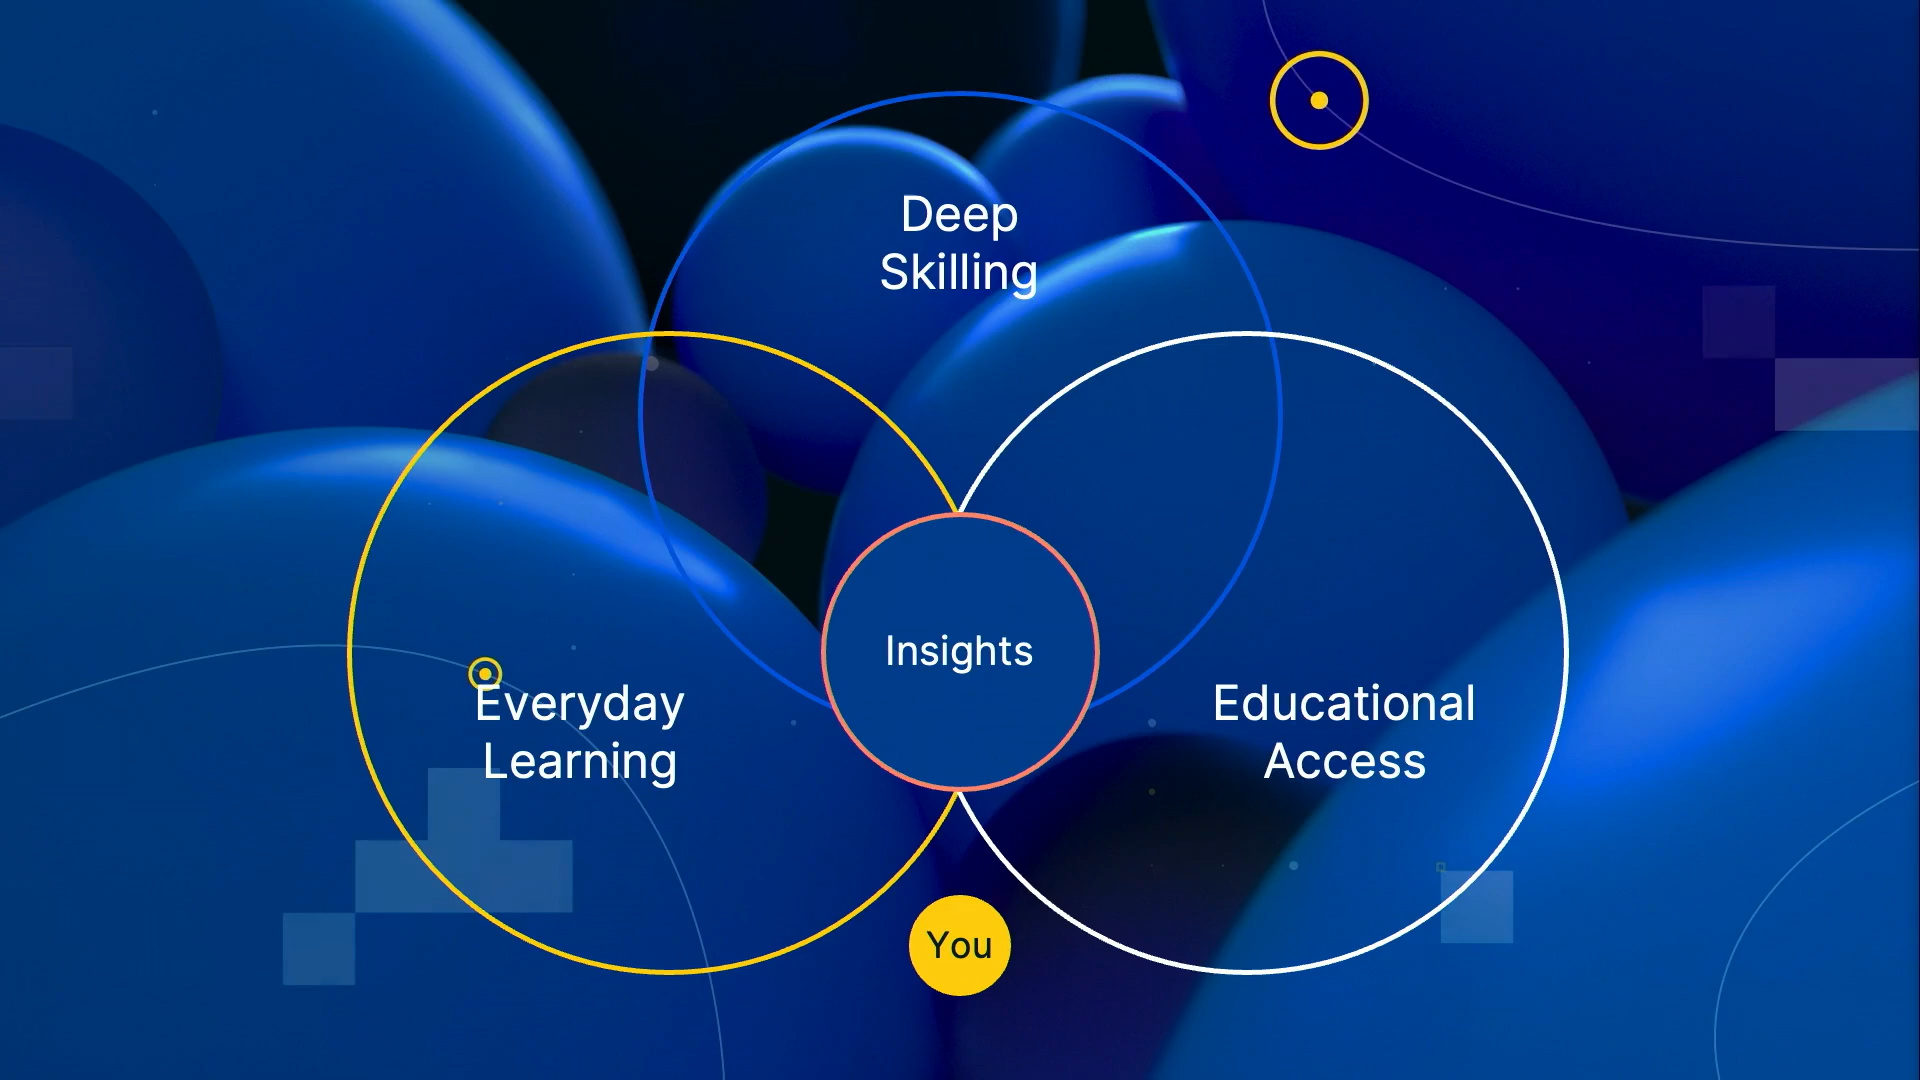 Deep
Skilling
Insights
Everyday
Learning
Educational
Access
You